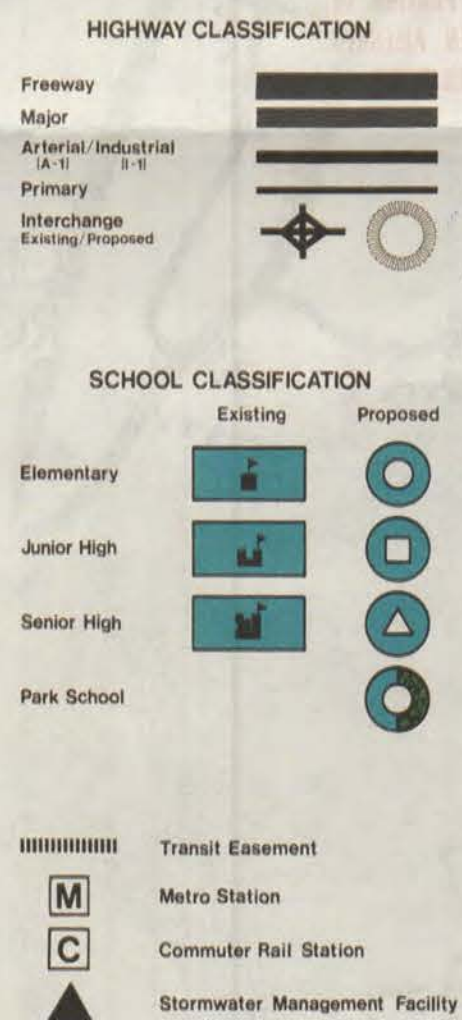 HIGHWAY CLASSIFICATION
Freeway
Major
Arterial/Industrial
(A-1) (I-1)
Primary
Interchange
Existing/Proposed
SCHOOL CLASSIFICATION
Existing Proposed
Elementary
Junior High
Senior High
Park School
Transit Easement
M Metro Station
C Commuter Rail Station
Stormwater Management Facility